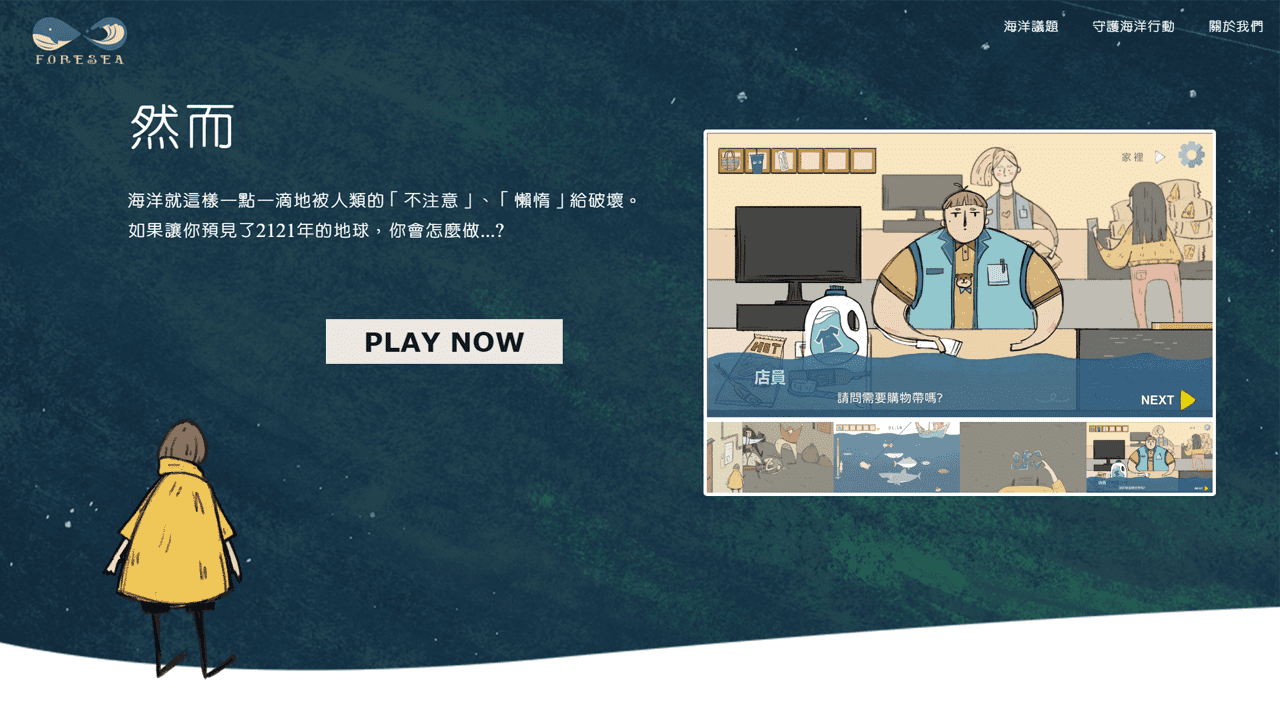 FORESEA
海洋議題
守護海洋行動
關於我們
然而
海洋就這樣一點一滴地被人類的「不注意」、「懶惰」給破壞。
如果讓你預見了2121年的地球，你會怎麼做...?
PLAY NOW
家裡
HBT
店員
請問需要購物帶嗎?
NEXT